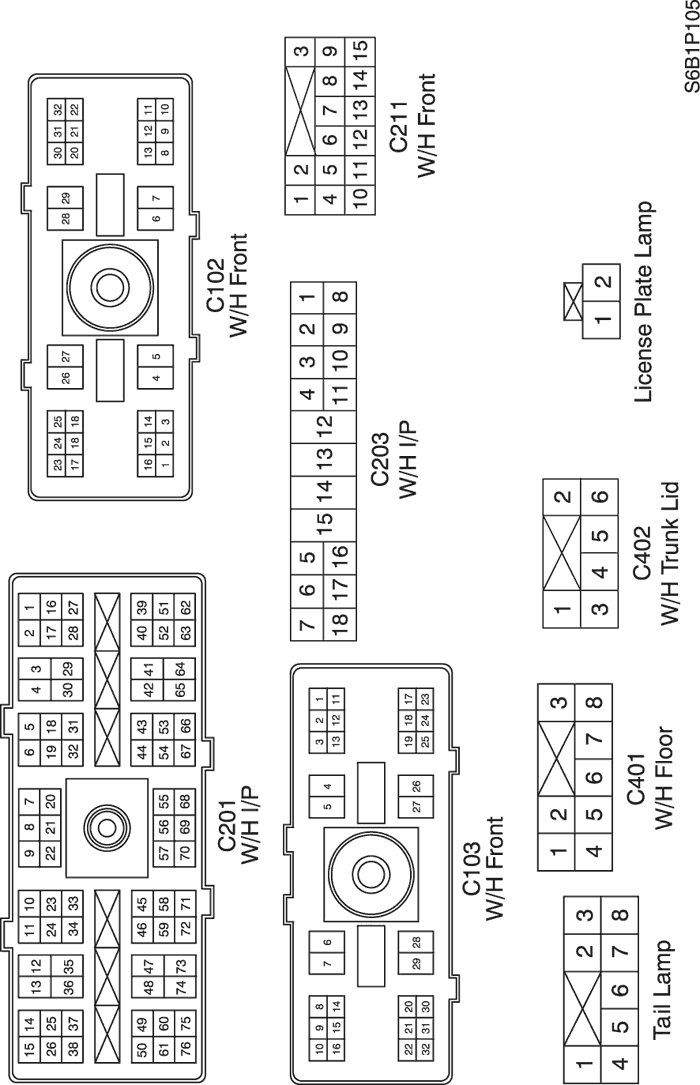 15 14 13 12 11 10 9 8 7 6 5 4 3 2 1
26 25 24 23 22 21 20 19 18 17 16
38 37 36 35 34 33 32 31 30 29 28 27
50 49 48 47 46 45 44 43 42 41 40 39
61 60 59 58 57 56 55 54 53 52 51
76 75 74 73 72 71 70 69 68 67 66 65 64 63 62
C201
W/H I/P
23 24 25 26 27 28 29 30 31 32
17 18 18 20 21 22
16 15 14 4 5 6 7 13 12 11
1 2 3 8 9 10
C102
W/H Front
10 9 8 7 6 5 4 3 2 1
16 15 14 13 12 11
22 21 20 29 28 27 26 19 18 17
32 31 30 25 24 23
C103
W/H Front
7 6 5 15 14 13 12 4 3 2 1
18 17 16 11 10 9 8
C203
W/H I/P
1 2 3
4 5 6 7 8 9
10 11 12 13 14 15
C211
W/H Front
1 2 3
4 5 6 7 8
Tail Lamp
1 2 3
4 5 6 7 8
C401
W/H Floor
1 2
3 4 5 6
C402
W/H Trunk Lid
1 2
License Plate Lamp
S6B1P105